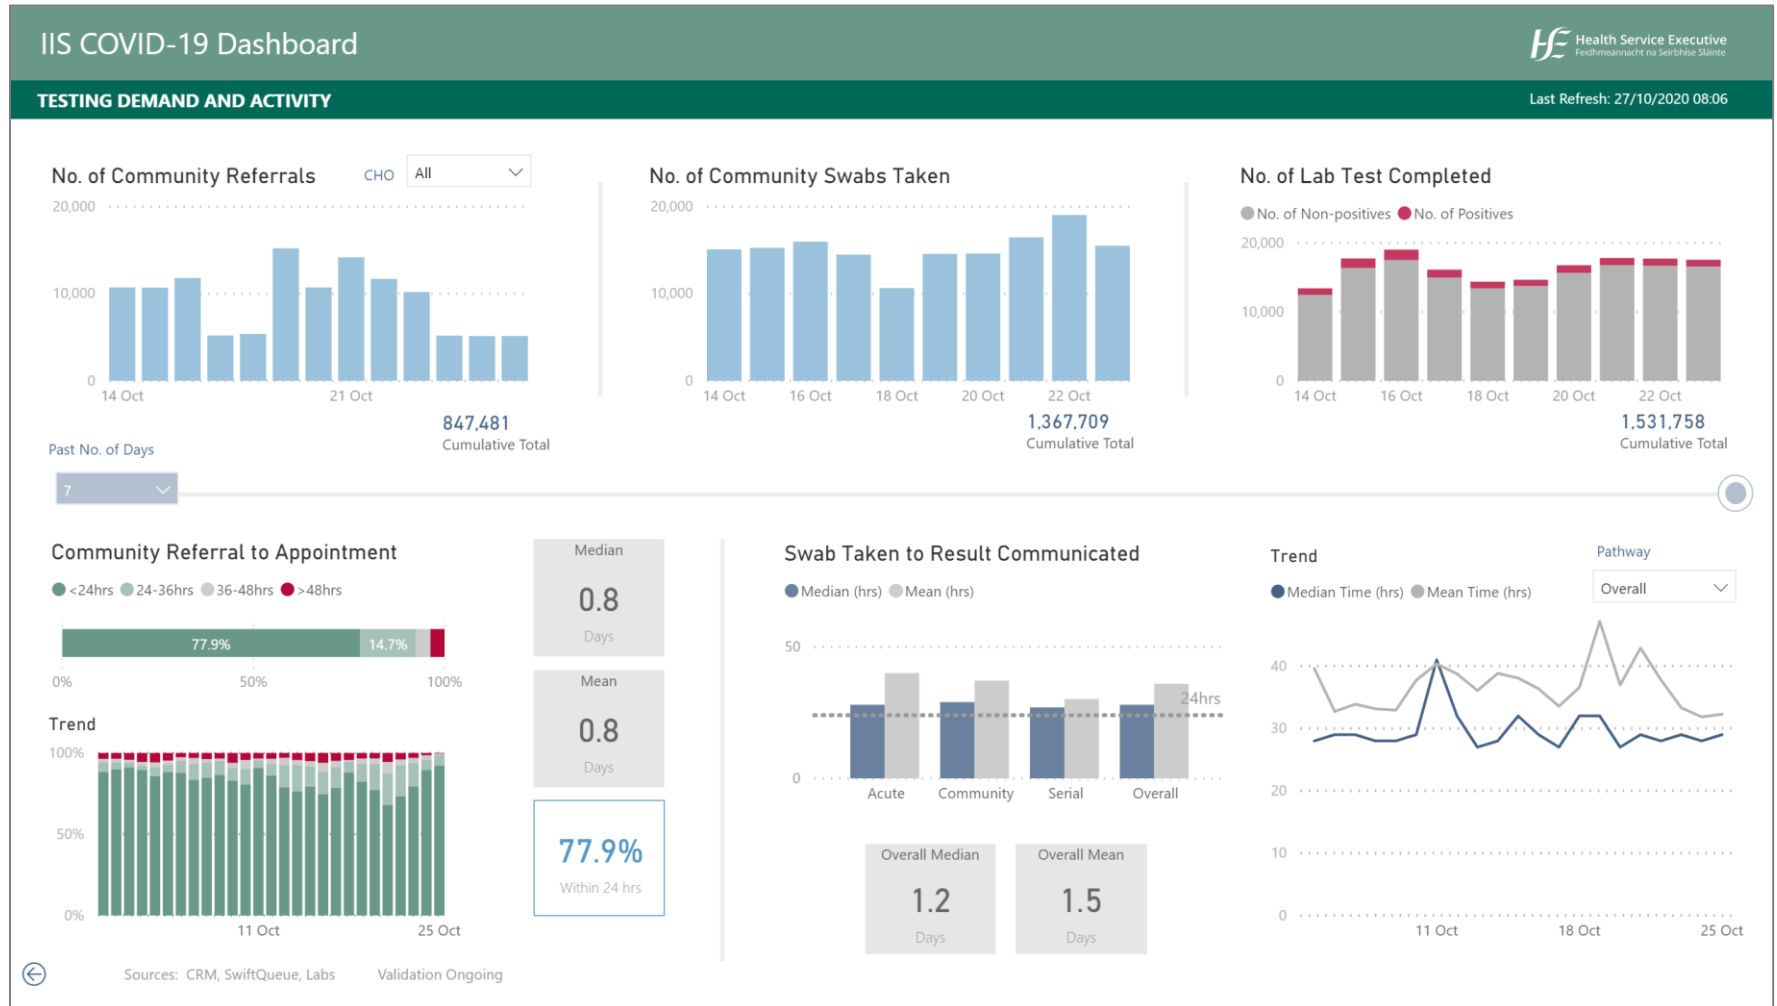 IIS COVID-19 Dashboard
Health Service Executive
Feidhmeannacht na Seirbhíse Sláinte
TESTING DEMAND AND ACTIVITY
Last Refresh: 27/10/2020 08:06
No. of Community Referrals
CHO
All
20,000
10,000
0
14 Oct
21 Oct
847,481
Cumulative Total
No. of Community Swabs Taken
20,000
10,000
0
14 Oct
16 Oct
18 Oct
20 Oct
22 Oct
1,367,709
Cumulative Total
No. of Lab Test Completed
No. of Non-positives
No. of Positives
20,000
10,000
0
14 Oct
16 Oct
18 Oct
20 Oct
22 Oct
1,531,758
Cumulative Total
Past No. of Days
7
Community Referral to Appointment
<24hrs
24-36hrs
36-48hrs
>48hrs
77.9%
14.7%
0%
50%
100%
Trend
100%
50%
0%
11 Oct
25 Oct
Median
0.8
Days
Mean
0.8
Days
77.9%
Within 24 hrs
Swab Taken to Result Communicated
Median (hrs)
Mean (hrs)
50
24hrs
0
Acute
Community
Serial
Overall
Overall Median
1.2
Days
Overall Mean
1.5
Days
Trend
Pathway
Median Time (hrs)
Mean Time (hrs)
Overall
40
30
20
10
0
11 Oct
18 Oct
25 Oct
Sources: CRM, SwiftQueue, Labs
Validation Ongoing